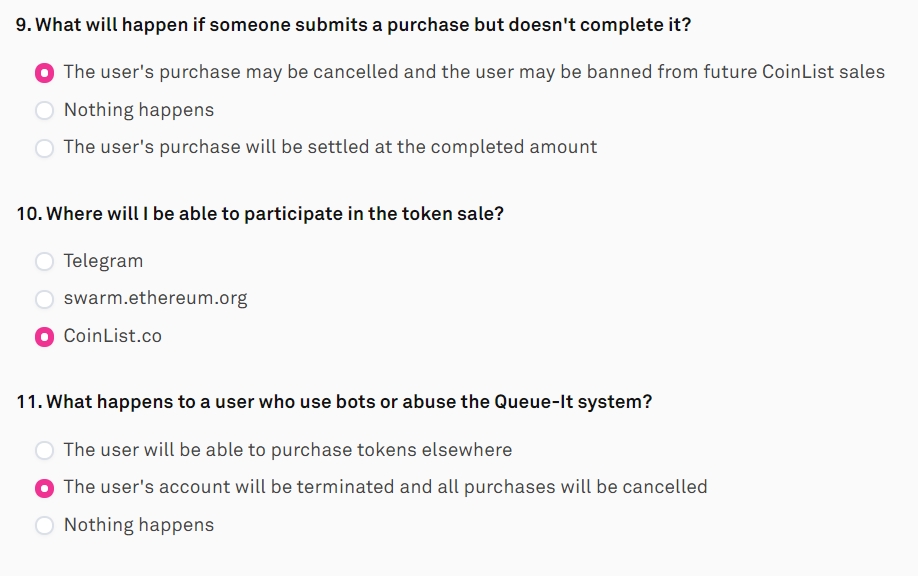 9. What will happen if someone submits a purchase but doesn't complete it?
The user's purchase may be cancelled and the user may be banned from future CoinList sales
Nothing happens
The user's purchase will be settled at the completed amount
10. Where will I be able to participate in the token sale?
Telegram
swarm.ethereum.org
CoinList.co
11. What happens to a user who use bots or abuse the Queue-It system?
The user will be able to purchase tokens elsewhere
The user's account will be terminated and all purchases will be cancelled
Nothing happens